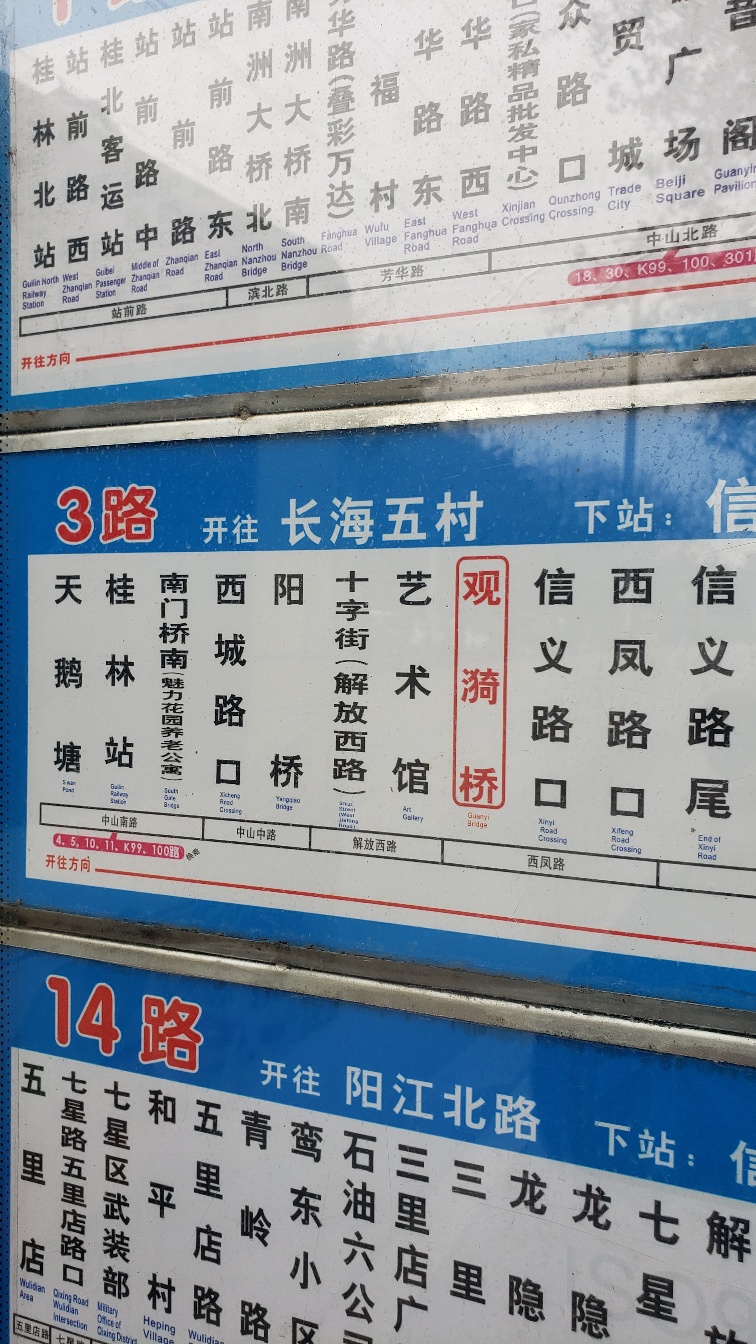 桂林北站
站前路西
桂北客运站
站前路中
站前路
站前路东
南洲大桥北
南洲大桥南
芳华路(叠彩万达)
福村
华路东
华路西
(家私精品批发中心)
众路口
贸城
广场
音阁
Guilin North Railway Station
West Zhanqian Road
Gubei Passenger Station
Middle of Zhanqian Road
Zhanqian Road
East Zhanqian Road
North Nanzhou Bridge
South Nanzhou Bridge
Fanghua Road
Wufu Village
East Fanghua Road
West Fanghua Road
Xinjian Crossing
Qunzhong Crossing
Trade City
Beiji Square
Guanyin Pavilion
站前路
滨北路
芳华路
中山北路
18、30、K99、100、301
开往方向
3路
开往 长海五村
下站：信
天鹅塘
桂林站
南门桥南(魅力花园养老公寓)
西城路口
阳桥
十字街(解放西路)
艺术馆
观漪桥
信义路口
西凤路口
信义路尾
Swan Pond
Guilin Railway Station
South Gate Bridge
Xicheng Road Crossing
Yangqiao Bridge
Art Gallery
Guanyi Bridge
Xinyi Road Crossing
Xifeng Road Crossing
End of Xinyi Road
中山南路
中山中路
解放西路
西凤路
4、5、10、11、K99、100路
换乘
开往方向
14路
开往 阳江北路
下站：信
五里店
七星路五里店路口
七星区武装部
和平村
五里店路
青岭路
鸾东小区
石油六公司
三里店广
三里
龙隐
龙隐
七星
解放
Wulidian Area
Qixing Road Wulidian Intersection
Military Office of Qixing District
Heping Village
Wulidian
五里店路
七星路